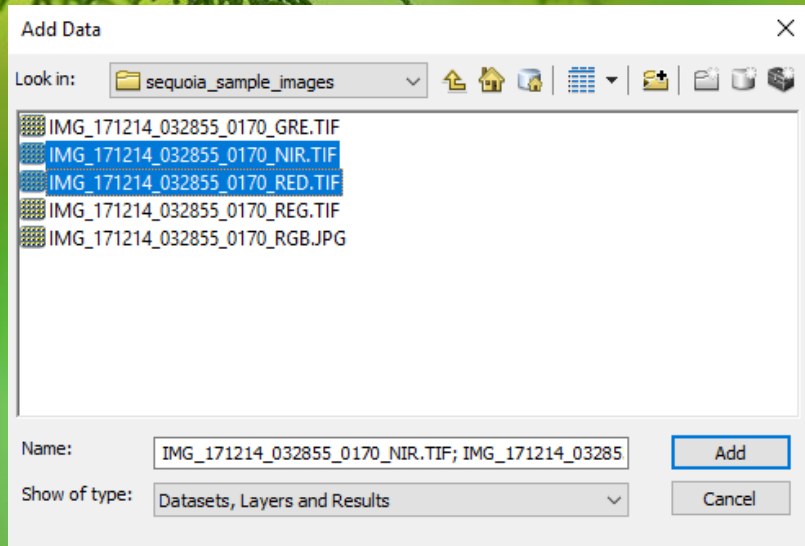 Add Data
Look in: sequoia_sample_images
IMG_171214_032855_0170_GRE.TIF
IMG_171214_032855_0170_NIR.TIF
IMG_171214_032855_0170_RED.TIF
IMG_171214_032855_0170_REG.TIF
IMG_171214_032855_0170_RGB.JPG
Name: IMG_171214_032855_0170_NIR.TIF; IMG_171214_03285 Add
Show of type: Datasets, Layers and Results Cancel